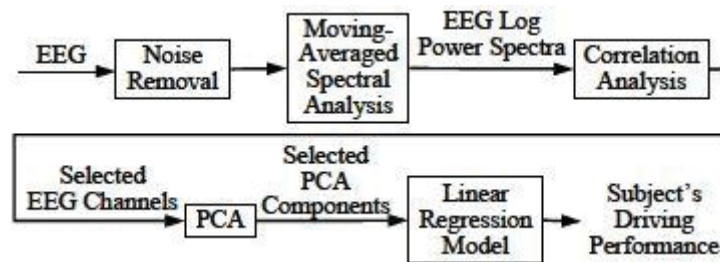 EEG
Noise
Removal
Moving-
Averaged
Spectral
Analysis
EEG Log
Power Spectra
Correlation
Analysis
Selected
EEG Channels
PCA
Selected
PCA
Components
Linear
Regression
Model
Subject's
Driving
Performance